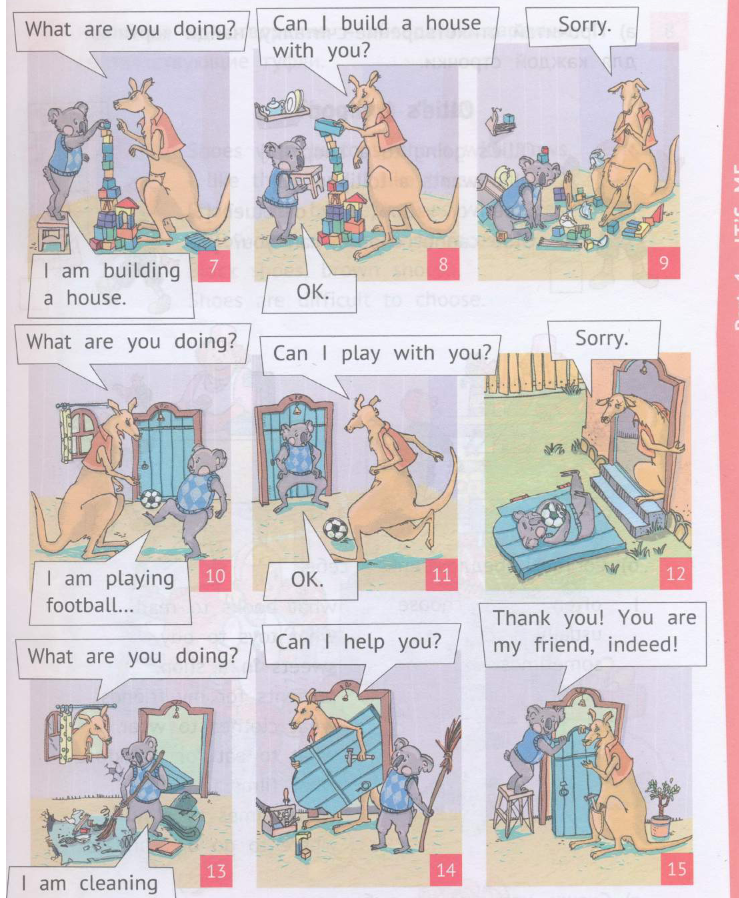 What are you doing?
I am building
a house.
7
Can I build a house
with you?
OK.
8
Sorry.
9
What are you doing?
I am playing
football...
10
Can I play with you?
OK.
11
Sorry.
12
What are you doing?
I am cleaning
13
Can I help you?
14
Thank you! You are
my friend, indeed!
15
IT'S ME